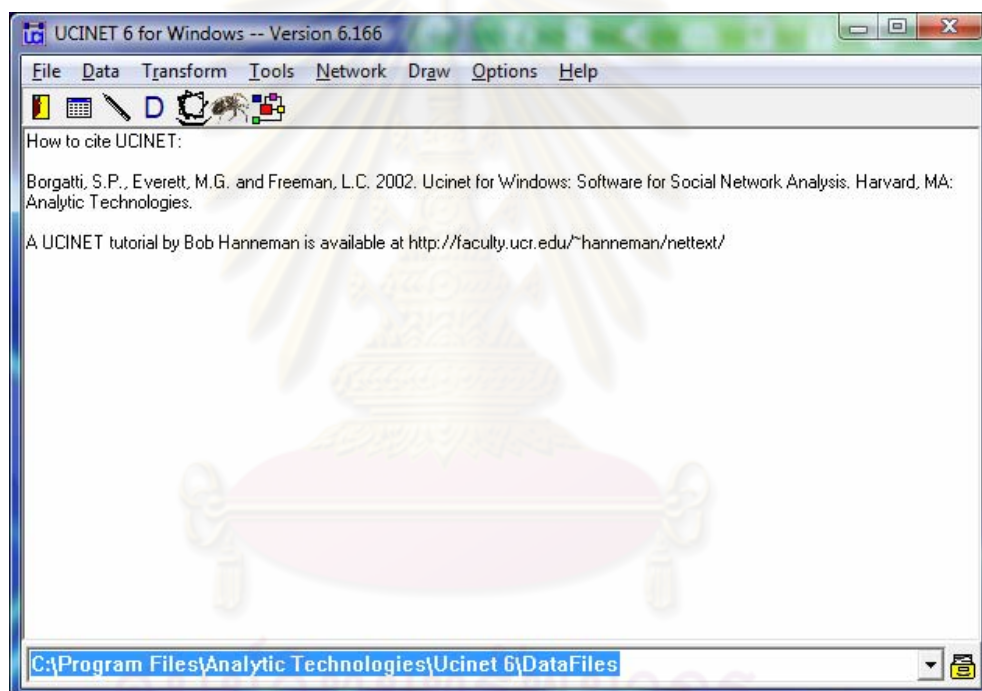 UCINET 6 for Windows -- Version 6.166
File Data Transform Tools Network Draw Options Help
D
How to cite UCINET:
Borgatti, S.P., Everett, M.G. and Freeman, L.C. 2002. Ucinet for Windows: Software for Social Network Analysis. Harvard, MA:
Analytic Technologies.
A UCINET tutorial by Bob Hanneman is available at http://faculty.ucr.edu/~hanneman/nettext/
C:\Program Files\Analytic Technologies\Ucinet 6\DataFiles